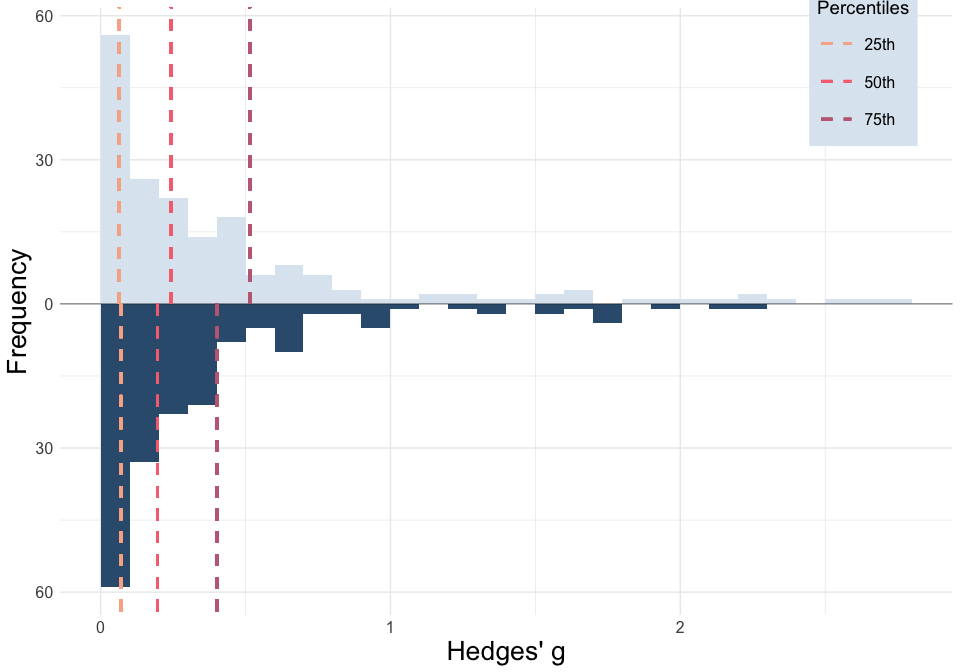 Percentiles
25th
50th
75th
60
30
0
30
60
Frequency
0
1
2
Hedges' g